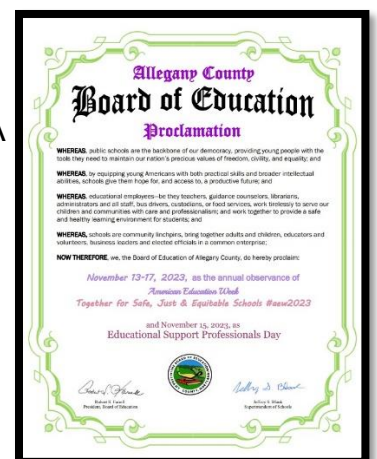 A
Allegany County
Board of Education
Proclamation
WHEREAS, public schools are the backbone of our democracy, providing young people with the
tools they need to maintain our nation's precious values of freedom, civility, and equality; and
WHEREAS, by equipping young Americans with both practical skills and broader intellectual
abilities, schools give them hope for, and access to, a productive future; and
WHEREAS, educational employees—be they teachers, guidance counselors, librarians,
administrators and all staff, bus drivers, custodians, or food services, work tirelessly to serve our
children and communities with care and professionalism; and work together to provide a safe
and healthy learning environment for students; and
WHEREAS, schools are community linchpins, bring together adults and children, educators and
volunteers, business leaders and elected officials in a common enterprise;
NOW THEREFORE, we, the Board of Education of Allegany County, do hereby proclaim:
November 13-17, 2023, as the annual observance of
American Education Week
Together for Safe, Just & Equitable Schools #aew2023
and November 15, 2023, as
Educational Support Professionals Day
President, Board of Education
Superintendent of Schools